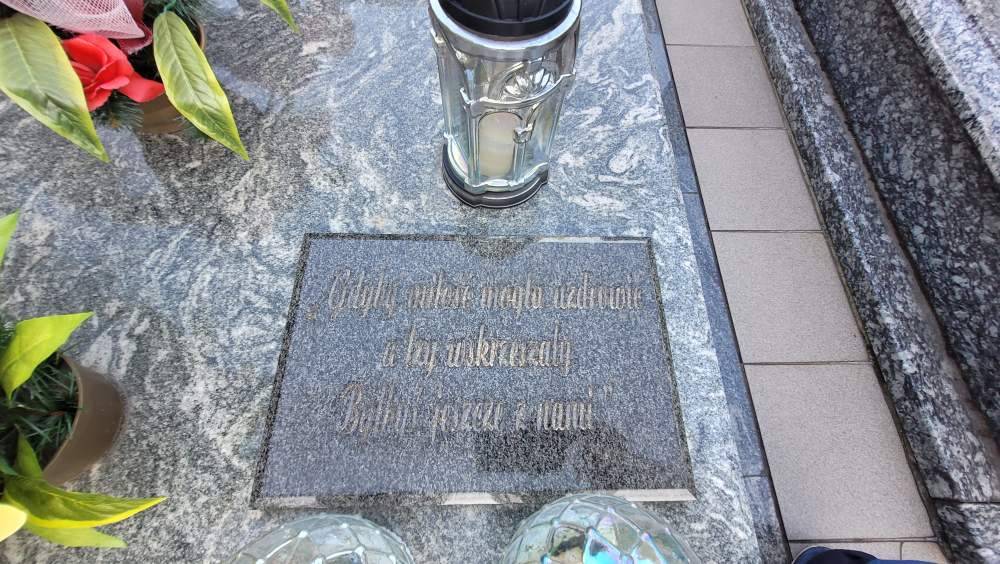 „Gdyby miłość mogła uzdrowić
a łzy wskrzeszały
Byłbyś jeszcze z nami"